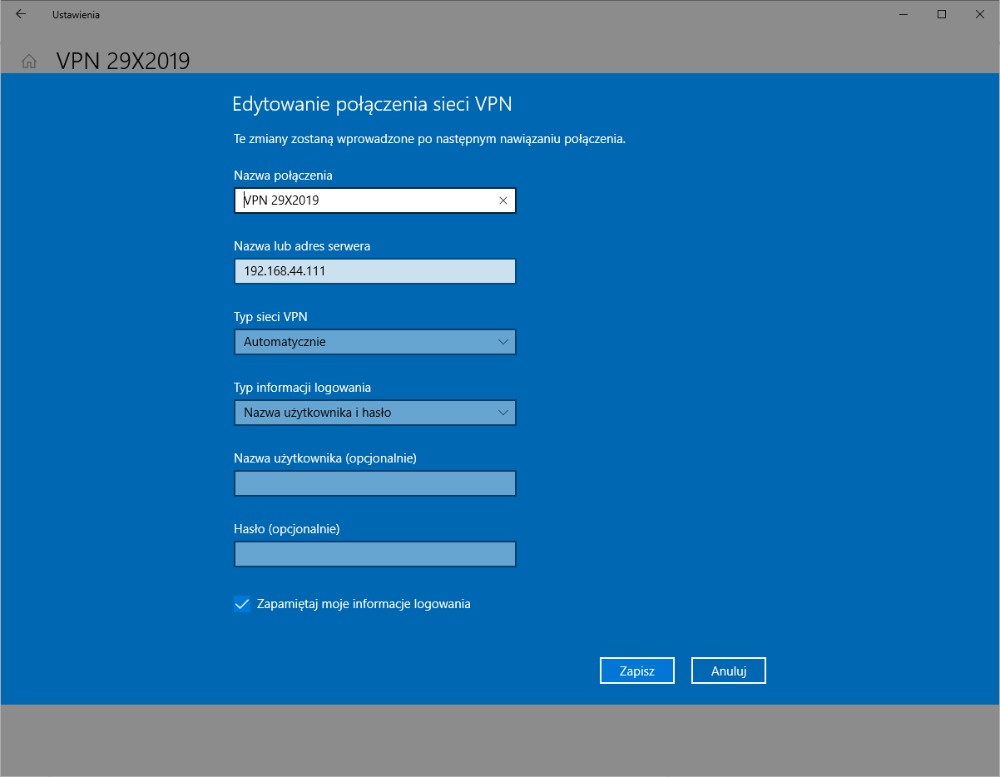 Ustawienia
VPN 29X2019
Edytowanie połączenia sieci VPN
Te zmiany zostaną wprowadzone po następnym nawiązaniu połączenia.
Nazwa połączenia
VPN 29X2019
Nazwa lub adres serwera
192.168.44.111
Typ sieci VPN
Automatycznie
Typ informacji logowania
Nazwa użytkownika i hasło
Nazwa użytkownika (opcjonalnie)
Hasło (opcjonalnie)
Zapamiętaj moje informacje logowania
Zapisz
Anuluj